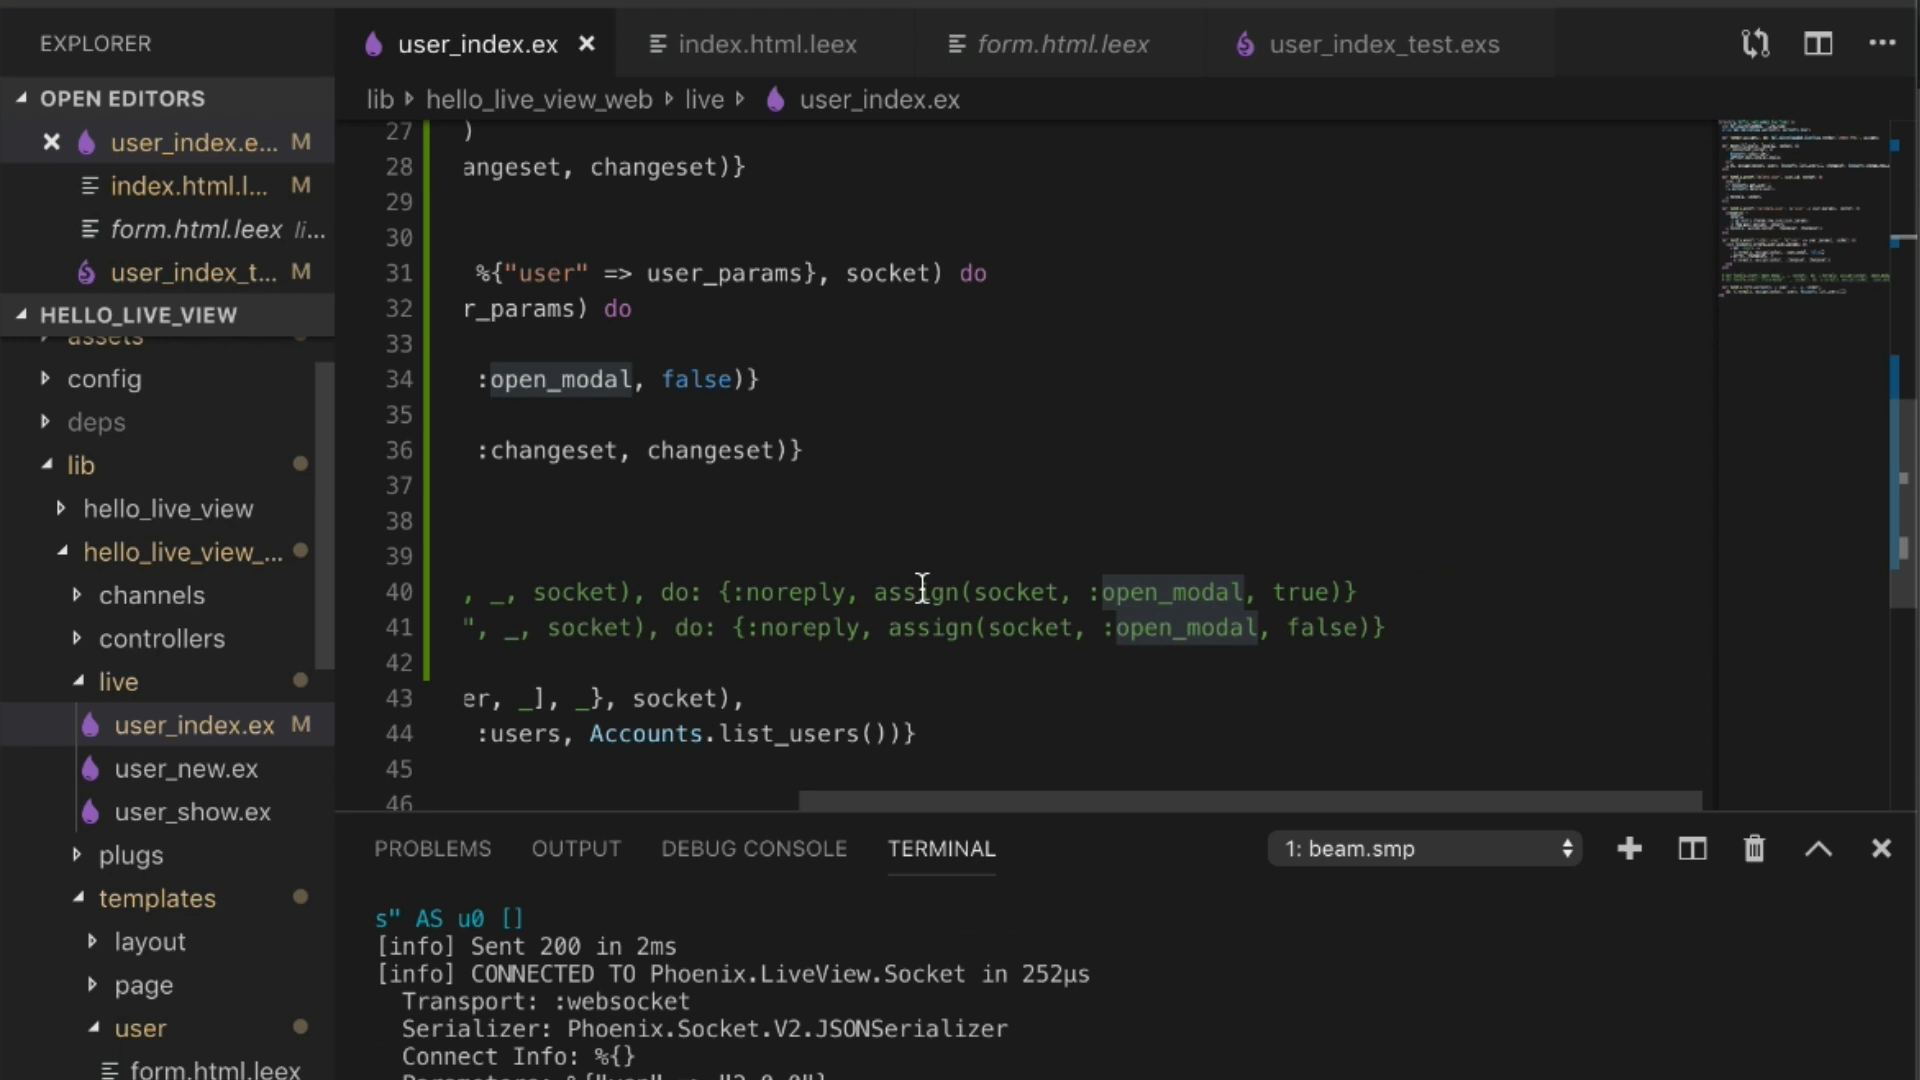 EXPLORER
user_index.ex
index.html.leex
form.html.leex
user_index_test.exs
OPEN EDITORS
user_index.e... M
index.html.l... M
form.html.leex li...
user_index_t... M
HELLO_LIVE_VIEW
assets
config
deps
lib
hello_live_view
hello_live_view_...
channels
controllers
live
user_index.ex M
user_new.ex
user_show.ex
plugs
templates
layout
page
user
form.html.leex
lib hello_live_view_web live user_index.ex
27 )
28 angeset, changeset)}
29
30
31 %{"user" => user_params}, socket) do
32 r_params) do
33
34 :open_modal, false)}
35
36 :changeset, changeset)}
37
38
39
40 , _, socket), do: {:noreply, assign(socket, :open_modal, true)}
41 ", _, socket), do: {:noreply, assign(socket, :open_modal, false)}
42
43 er, _], _}, socket),
44 :users, Accounts.list_users())}
45
46
PROBLEMS OUTPUT DEBUG CONSOLE TERMINAL 1: beam.smp
s" AS u0 []
[info] Sent 200 in 2ms
[info] CONNECTED TO Phoenix.LiveView.Socket in 252µs
Transport: :websocket
Serializer: Phoenix.Socket.V2.JSONSerializer
Connect Info: %{}